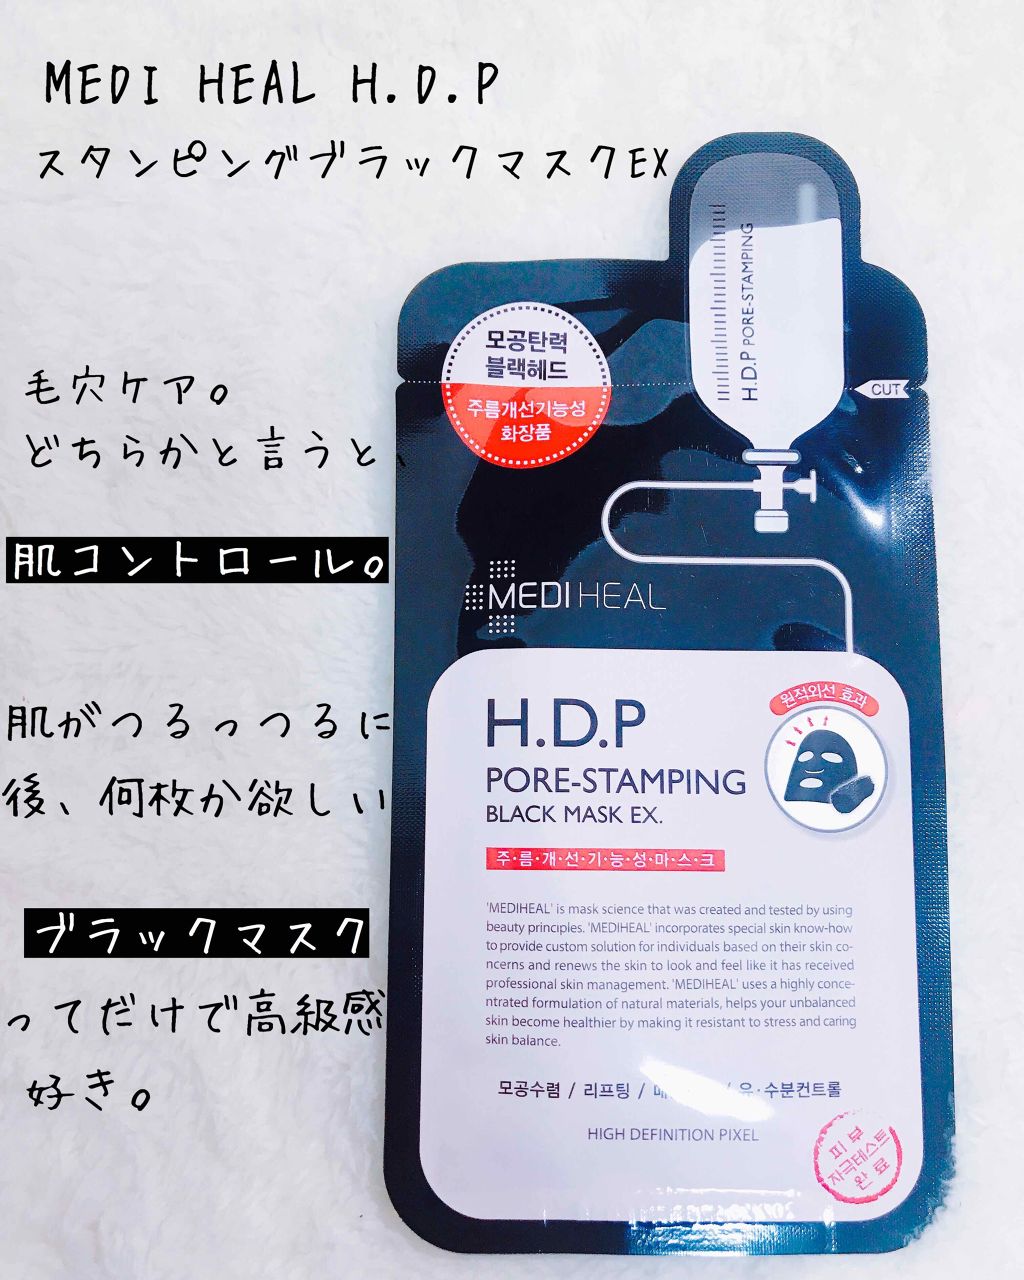 MEDI HEAL H.D.P
スタンピングブラックマスクEX
毛穴ケア。
どちらかと言うと、
肌コントロール。
肌がつるっつるに
後、何枚か欲しい
ブラックマスク
ってだけで高級感
好き。
H.D.P PORE-STAMPING
모공탄력
블랙헤드
주름개선기능성
화장품
CUT
MEDIHEAL
원적외선 효과
H.D.P
PORE-STAMPING
BLACK MASK EX.
주·름·개·선·기·능·성·마·스·크
'MEDIHEAL' is mask science that was created and tested by using
beauty principles. 'MEDIHEAL' incorporates special skin know-how
to provide custom solution for individuals based on their skin co-
ncerns and renews the skin to look and feel like it has received
professional skin management. 'MEDIHEAL' uses a highly conce-
ntrated formulation of natural materials, helps your unbalanced
skin become healthier by making it resistant to stress and caring
skin balance.
모공수렴 / 리프팅 / / 유·수분컨트롤
HIGH DEFINITION PIXEL
피부
자극테스트
완료